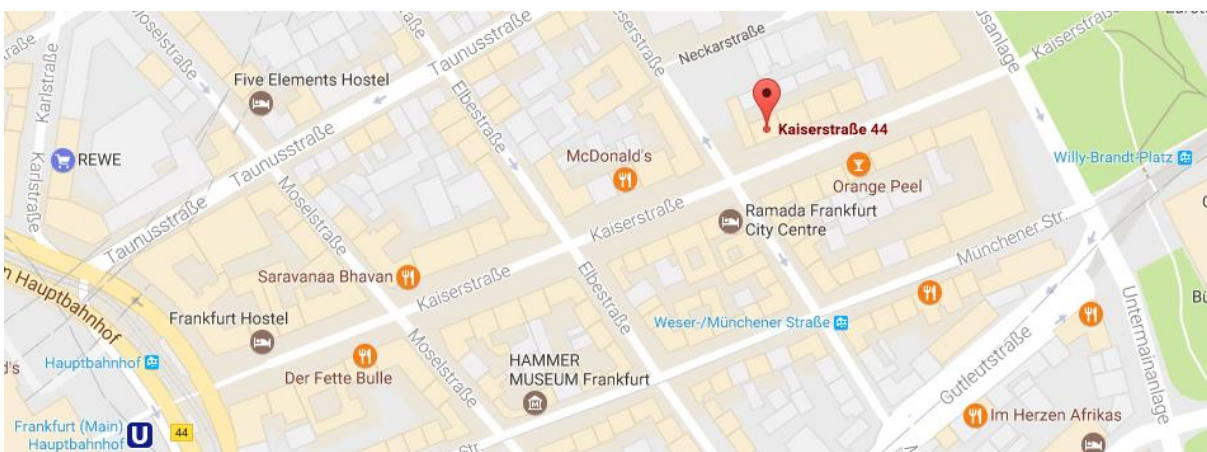 Karlstraße
Karlstraße
Moselstraße
Five Elements Hostel
REWE
Taunusstraße
Taunusstraße
Taunusstraße
Elbestraße
Neckarstraße
Kaiserstraße
Kaiserstraße 44
McDonald's
Orange Peel
Willy-Brandt-Platz
Moselstraße
Kaiserstraße
Ramada Frankfurt
City Centre
Münchener Str.
Saravanaa Bhavan
Kaiserstraße
Elbestraße
Hauptbahnhof
Frankfurt Hostel
Weser-/Münchener Straße
Untermainanlage
Hauptbahnhof
Der Fette Bulle
Moselstraße
HAMMER
MUSEUM Frankfurt
Gutleutstraße
Im Herzen Afrikas
Frankfurt (Main)
Hauptbahnhof
U
44
Str.